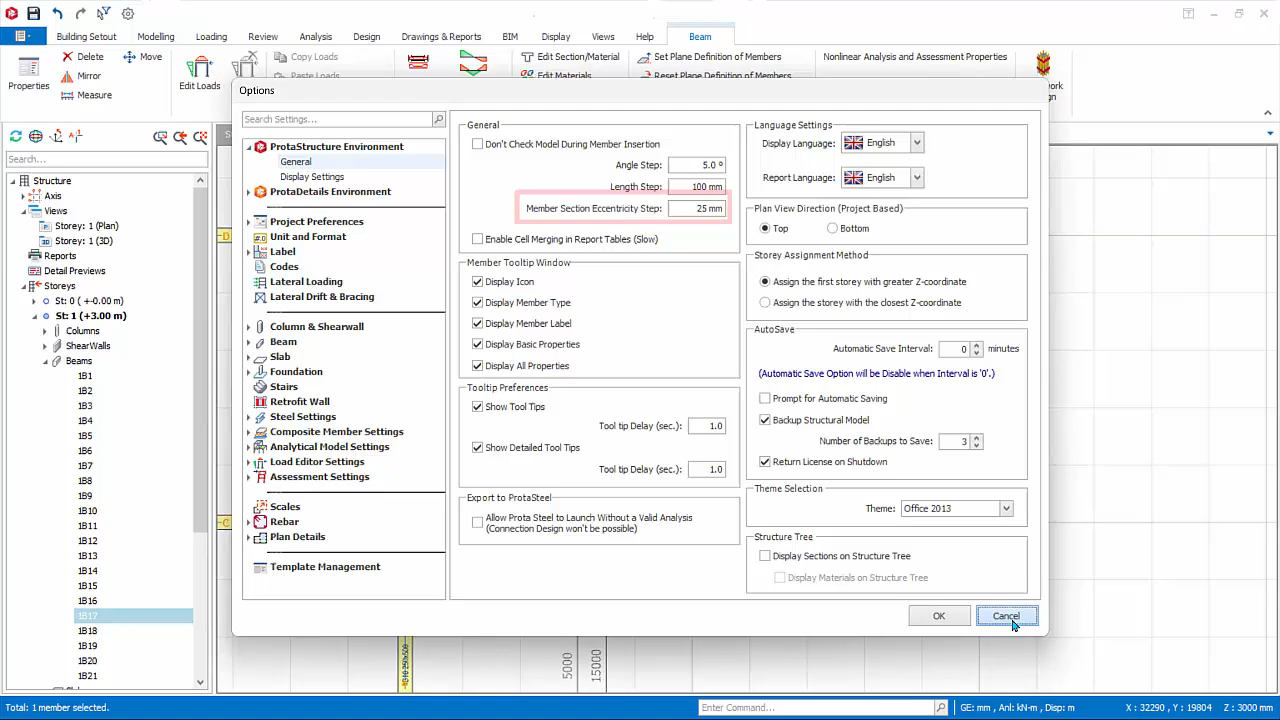 Building Setout Modelling Loading Review Analysis Design Drawings & Reports BIM Display Views Help Beam
Properties
Delete
Mirror
Measure
Move
Edit Loads
Copy Loads
Paste Loads
Edit Section/Material
Edit Materials
Set Plane Definition of Members
Reset Plane Definition of Members
Nonlinear Analysis and Assessment Properties
Search...
Structure
Axis
Views
Storey: 1 (Plan)
Storey: 1 (3D)
Reports
Detail Previews
Storeys
St: 0 ( +-0.00 m)
St: 1 (+3.00 m)
Columns
ShearWalls
Beams
1B1
1B2
1B3
1B4
1B5
1B6
1B7
1B8
1B9
1B10
1B11
1B12
1B13
1B14
1B15
1B16
1B17
1B18
1B19
1B20
1B21
D
C
5000
15000
Options
Search Settings...
ProtaStructure Environment
General
Display Settings
ProtaDetails Environment
Project Preferences
Unit and Format
Label
Codes
Lateral Loading
Lateral Drift & Bracing
Column & Shearwall
Beam
Slab
Foundation
Stairs
Retrofit Wall
Steel Settings
Composite Member Settings
Analytical Model Settings
Load Editor Settings
Assessment Settings
Scales
Rebar
Plan Details
Template Management
General
Don't Check Model During Member Insertion
Angle Step: 5.0 °
Length Step: 100 mm
Member Section Eccentricity Step: 25 mm
Enable Cell Merging in Report Tables (Slow)
Member Tooltip Window
Display Icon
Display Member Type
Display Member Label
Display Basic Properties
Display All Properties
Tooltip Preferences
Show Tool Tips
Tool tip Delay (sec.): 1.0
Show Detailed Tool Tips
Tool tip Delay (sec.): 1.0
Export to ProtaSteel
Allow Prota Steel to Launch Without a Valid Analysis
(Connection Design won't be possible)
Language Settings
Display Language: English
Report Language: English
Plan View Direction (Project Based)
Top Bottom
Storey Assignment Method
Assign the first storey with greater Z-coordinate
Assign the storey with the closest Z-coordinate
AutoSave
Automatic Save Interval: 0 minutes
(Automatic Save Option will be Disable when Interval is '0'.)
Prompt for Automatic Saving
Backup Structural Model
Number of Backups to Save: 3
Return License on Shutdown
Theme Selection
Theme: Office 2013
Structure Tree
Display Sections on Structure Tree
Display Materials on Structure Tree
OK Cancel
Total: 1 member selected.
Enter Command...
GE: mm , Anl: kN-m , Disp: m
X : 32290 , Y : 19804
Z : 3000 mm